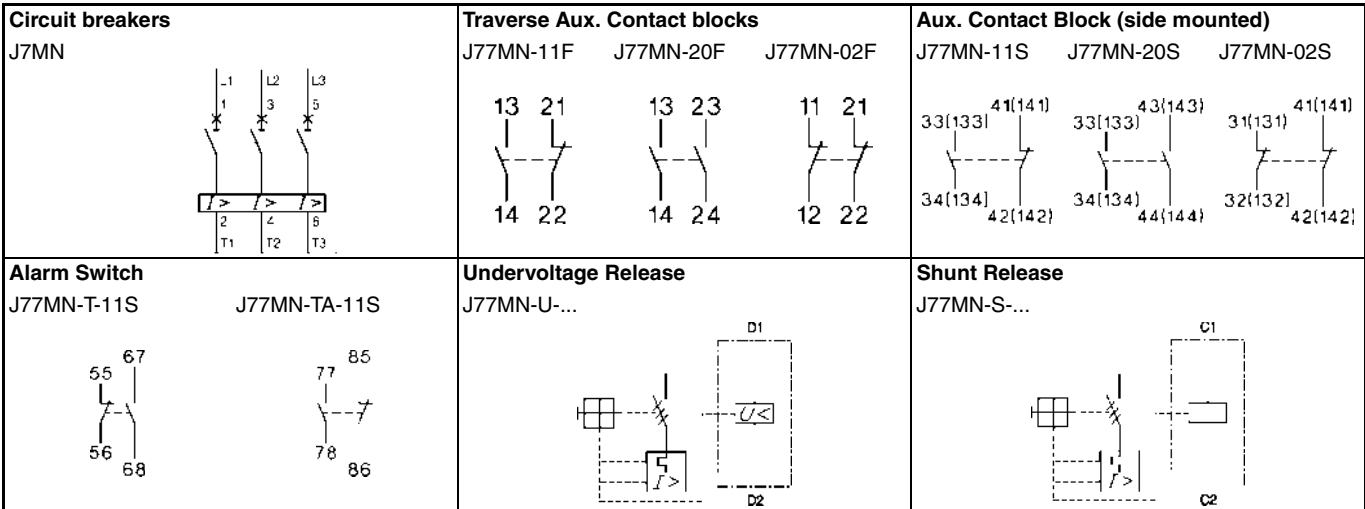 Circuit breakers
J7MN
L1 L2 L3
1 3 5
I> I> I>
2 4 6
T1 T2 T3
Traverse Aux. Contact blocks
J77MN-11F J77MN-20F J77MN-02F
13 21 13 23 11 21
14 22 14 24 12 22
Aux. Contact Block (side mounted)
J77MN-11S J77MN-20S J77MN-02S
41(141) 43(143) 41(141)
33(133) 33(133) 31(131)
34(134) 34(134) 32(132)
42(142) 44(144) 42(142)
Alarm Switch
J77MN-T-11S J77MN-TA-11S
67 85
55 77
56 78
68 86
Undervoltage Release
J77MN-U-...
D1
U<
I>
D2
Shunt Release
J77MN-S-...
C1
I>
C2